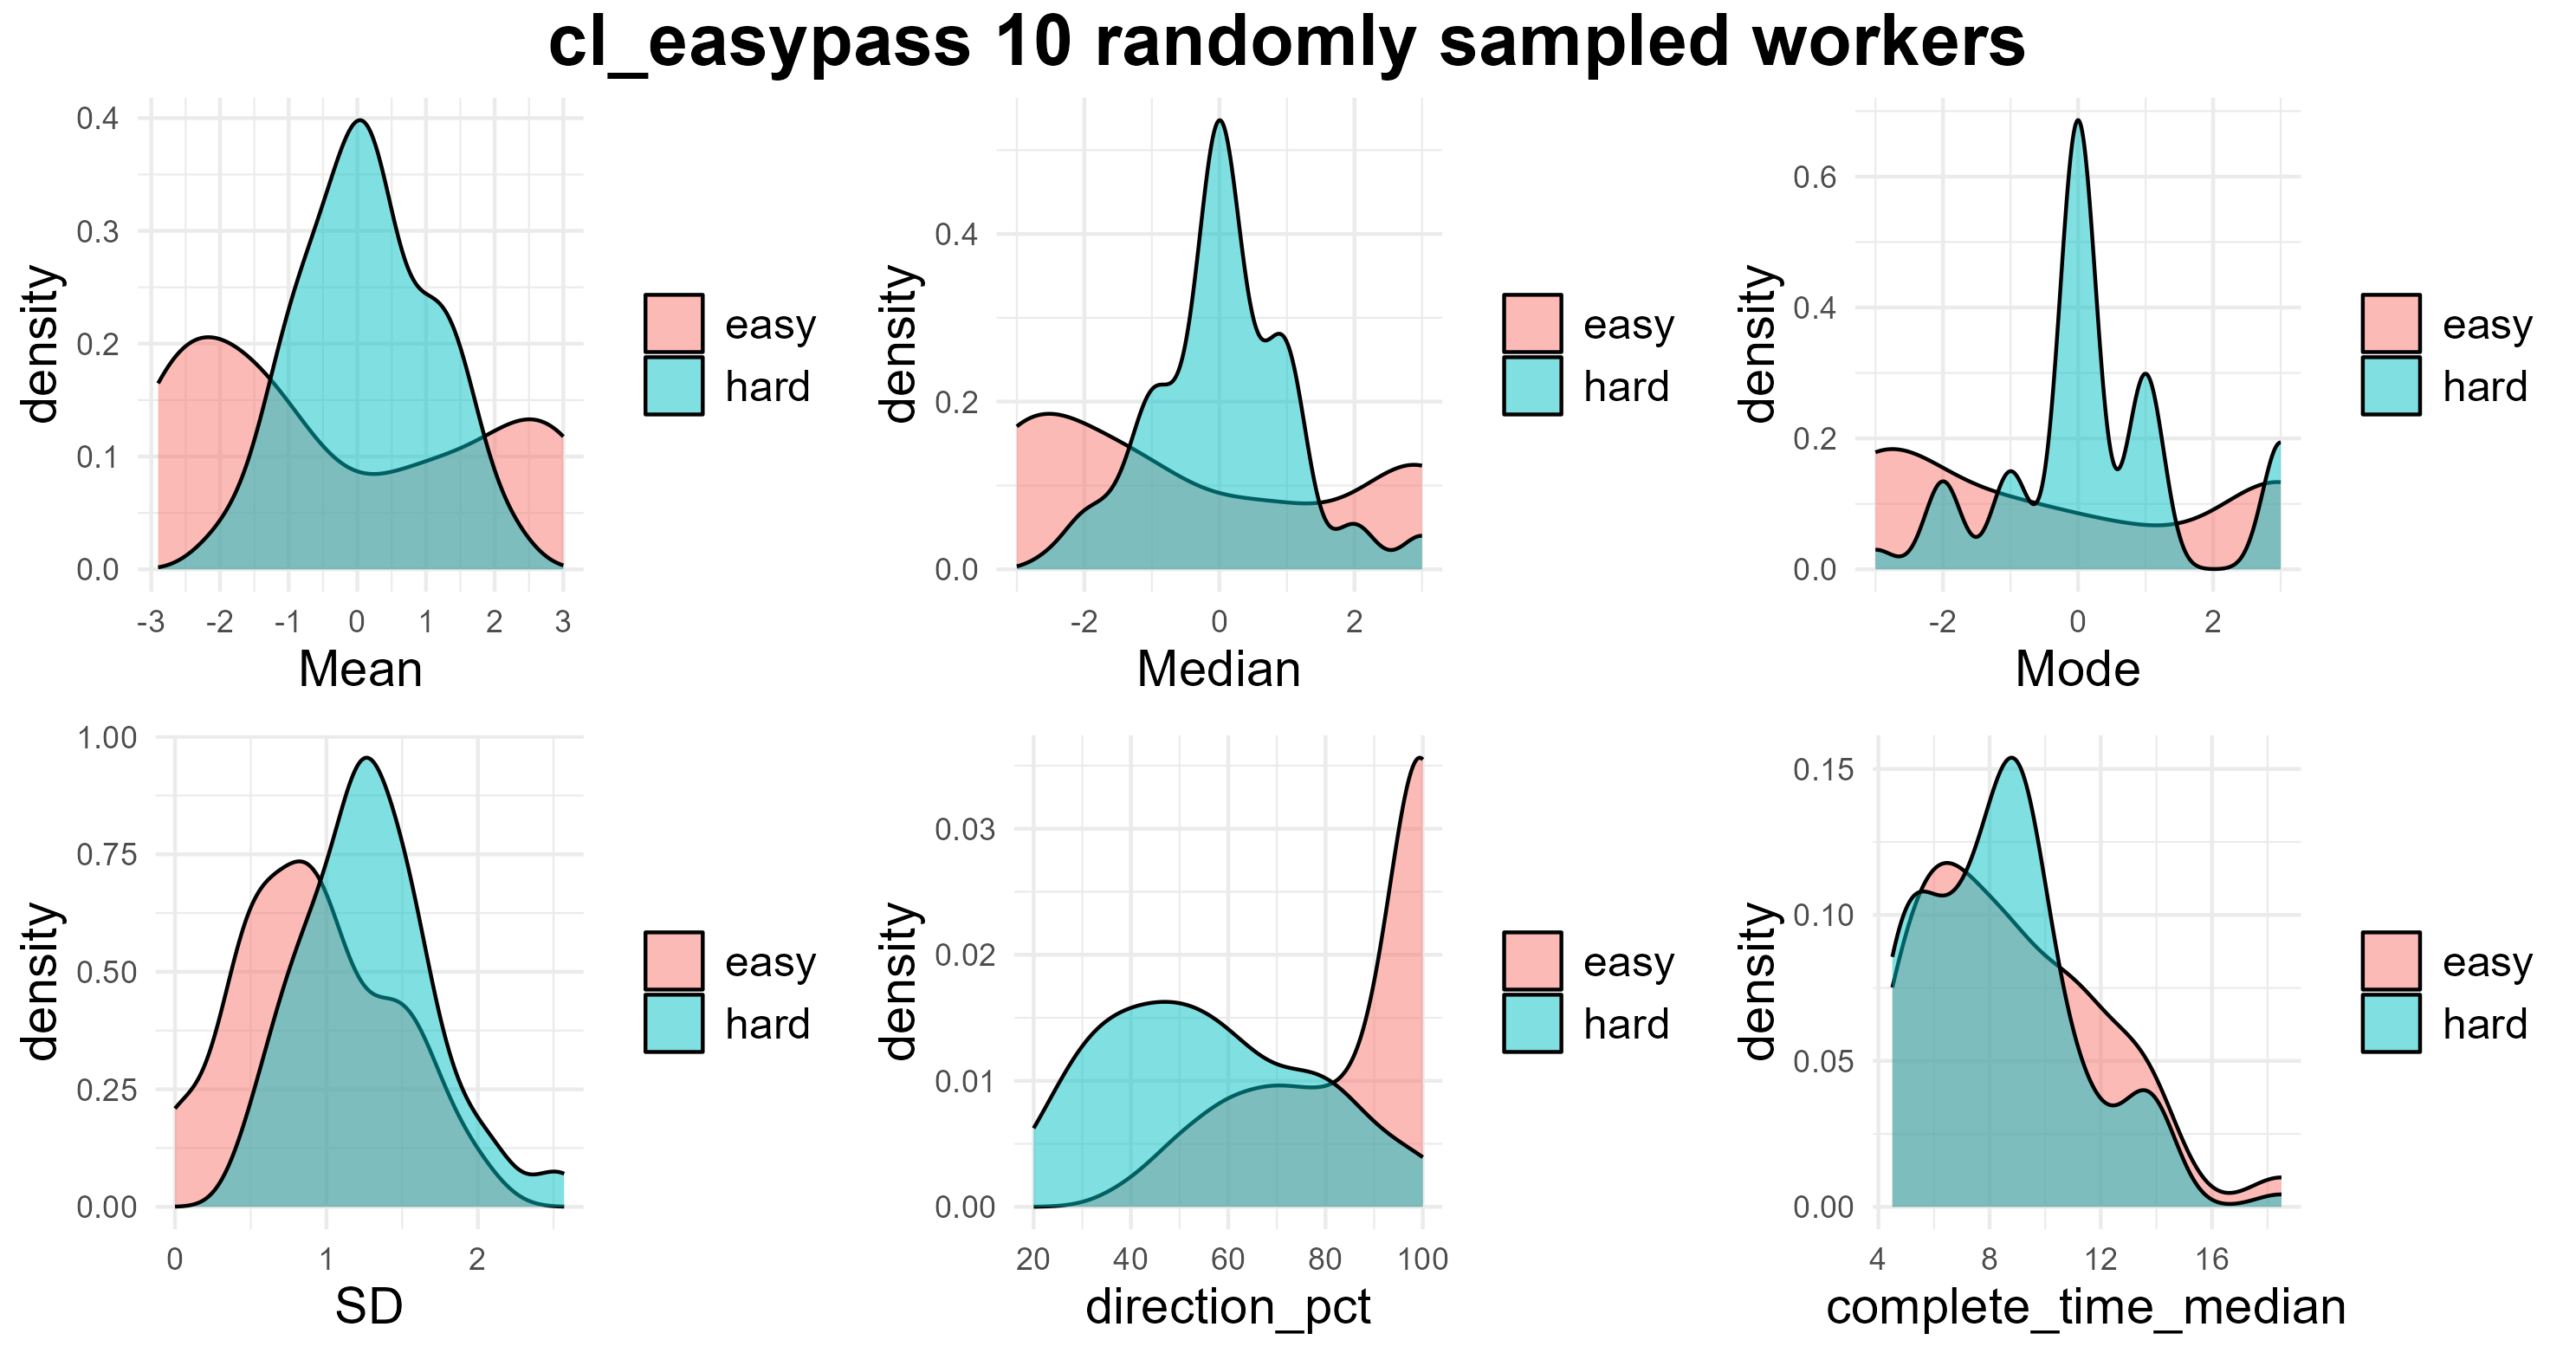 cl_easypass 10 randomly sampled workers
0.4
0.3
0.2
0.1
0.0
density
-3 -2 -1 0 1 2 3
Mean
easy
hard
0.4
0.2
0.0
density
-2 0 2
Median
easy
hard
0.6
0.4
0.2
0.0
density
-2 0 2
Mode
easy
hard
1.00
0.75
0.50
0.25
0.00
density
0 1 2
SD
easy
hard
0.03
0.02
0.01
0.00
density
20 40 60 80 100
direction_pct
easy
hard
0.15
0.10
0.05
0.00
density
4 8 12 16
complete_time_median
easy
hard